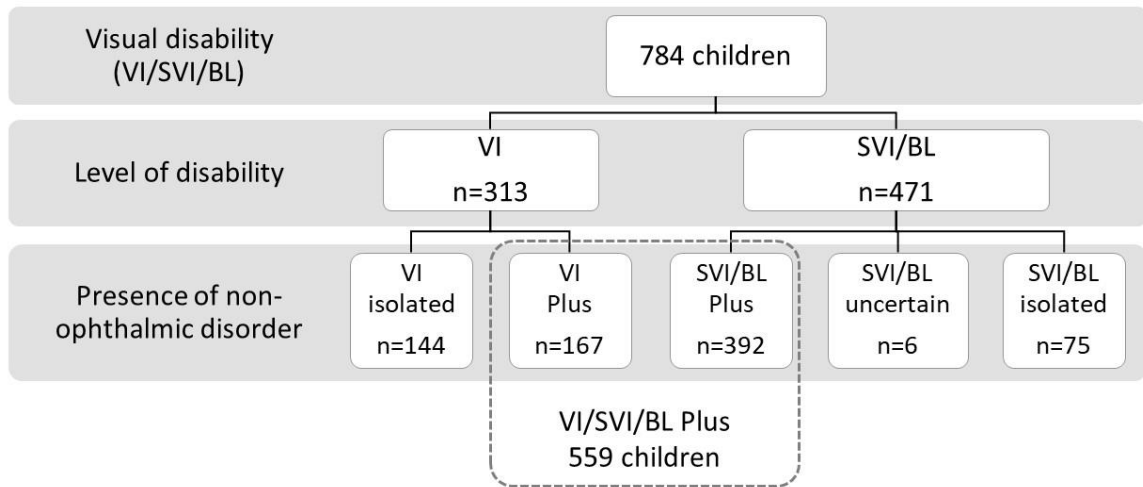 Visual disability
(VI/SVI/BL)
784 children
Level of disability
VI
n=313
SVI/BL
n=471
Presence of non-
ophthalmic disorder
VI
isolated
n=144
VI
Plus
n=167
SVI/BL
Plus
n=392
SVI/BL
uncertain
n=6
SVI/BL
isolated
n=75
VI/SVI/BL Plus
559 children